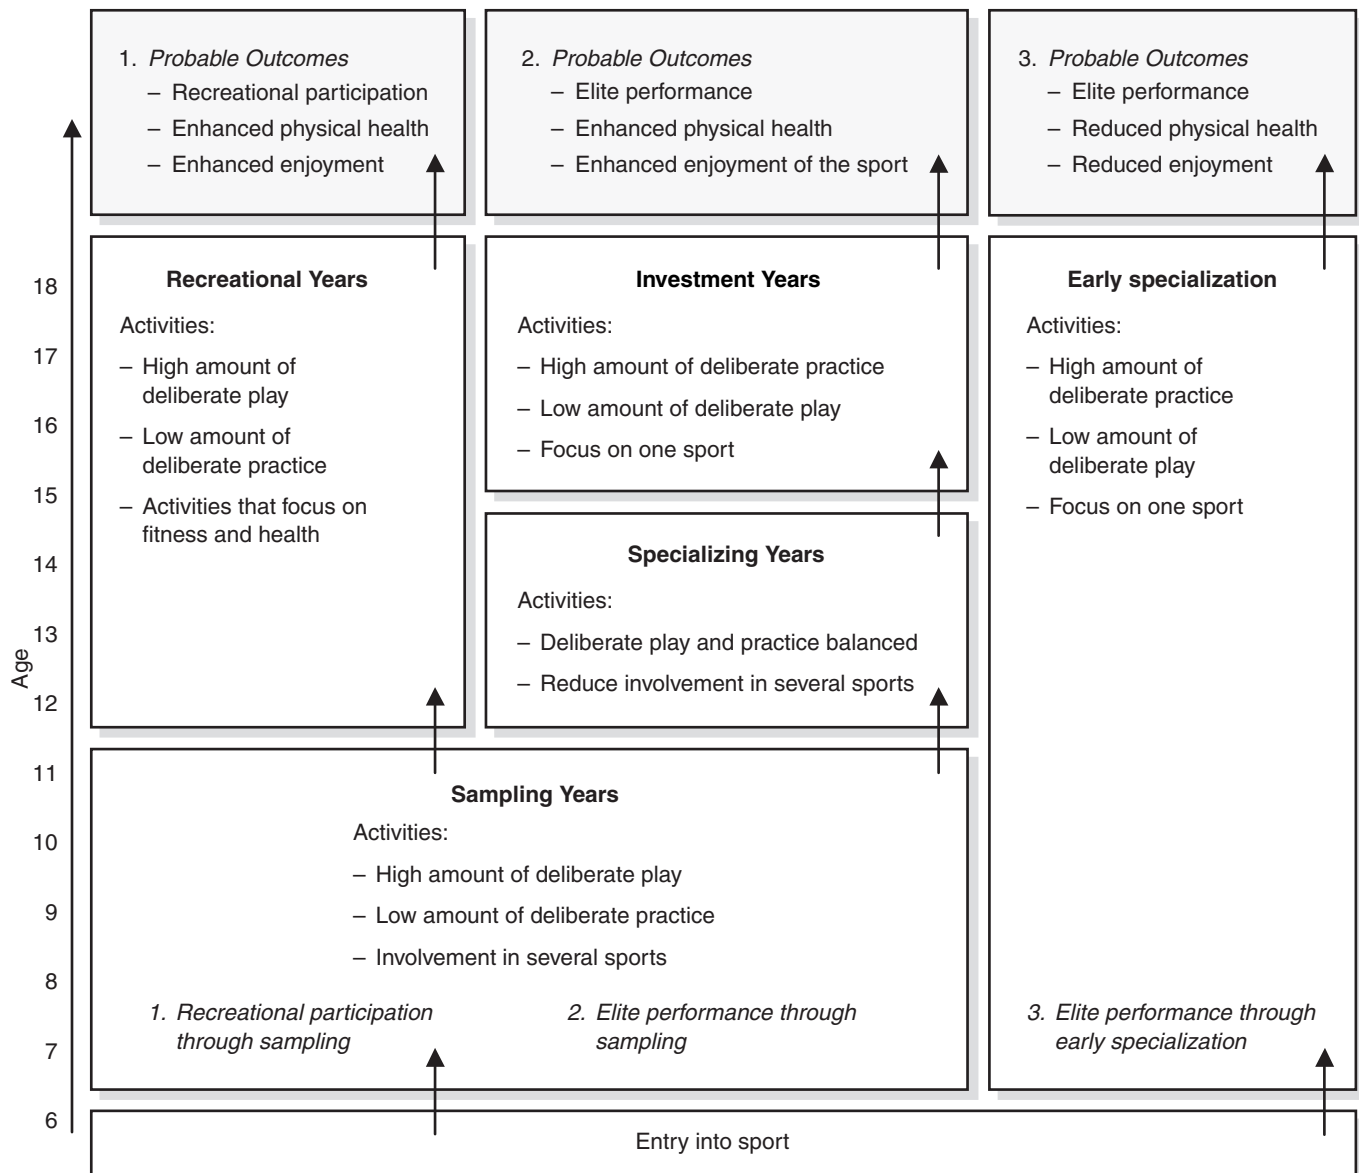 1. Probable Outcomes
– Recreational participation
– Enhanced physical health
– Enhanced enjoyment
2. Probable Outcomes
– Elite performance
– Enhanced physical health
– Enhanced enjoyment of the sport
3. Probable Outcomes
– Elite performance
– Reduced physical health
– Reduced enjoyment
Age
18
17
16
15
14
13
12
11
10
9
8
7
6
Recreational Years
Activities:
– High amount of
deliberate play
– Low amount of
deliberate practice
– Activities that focus on
fitness and health
Investment Years
Activities:
– High amount of deliberate practice
– Low amount of deliberate play
– Focus on one sport
Specializing Years
Activities:
– Deliberate play and practice balanced
– Reduce involvement in several sports
Early specialization
Activities:
– High amount of
deliberate practice
– Low amount of
deliberate play
– Focus on one sport
Sampling Years
Activities:
– High amount of deliberate play
– Low amount of deliberate practice
– Involvement in several sports
1. Recreational participation
through sampling
2. Elite performance through
sampling
3. Elite performance through
early specialization
Entry into sport